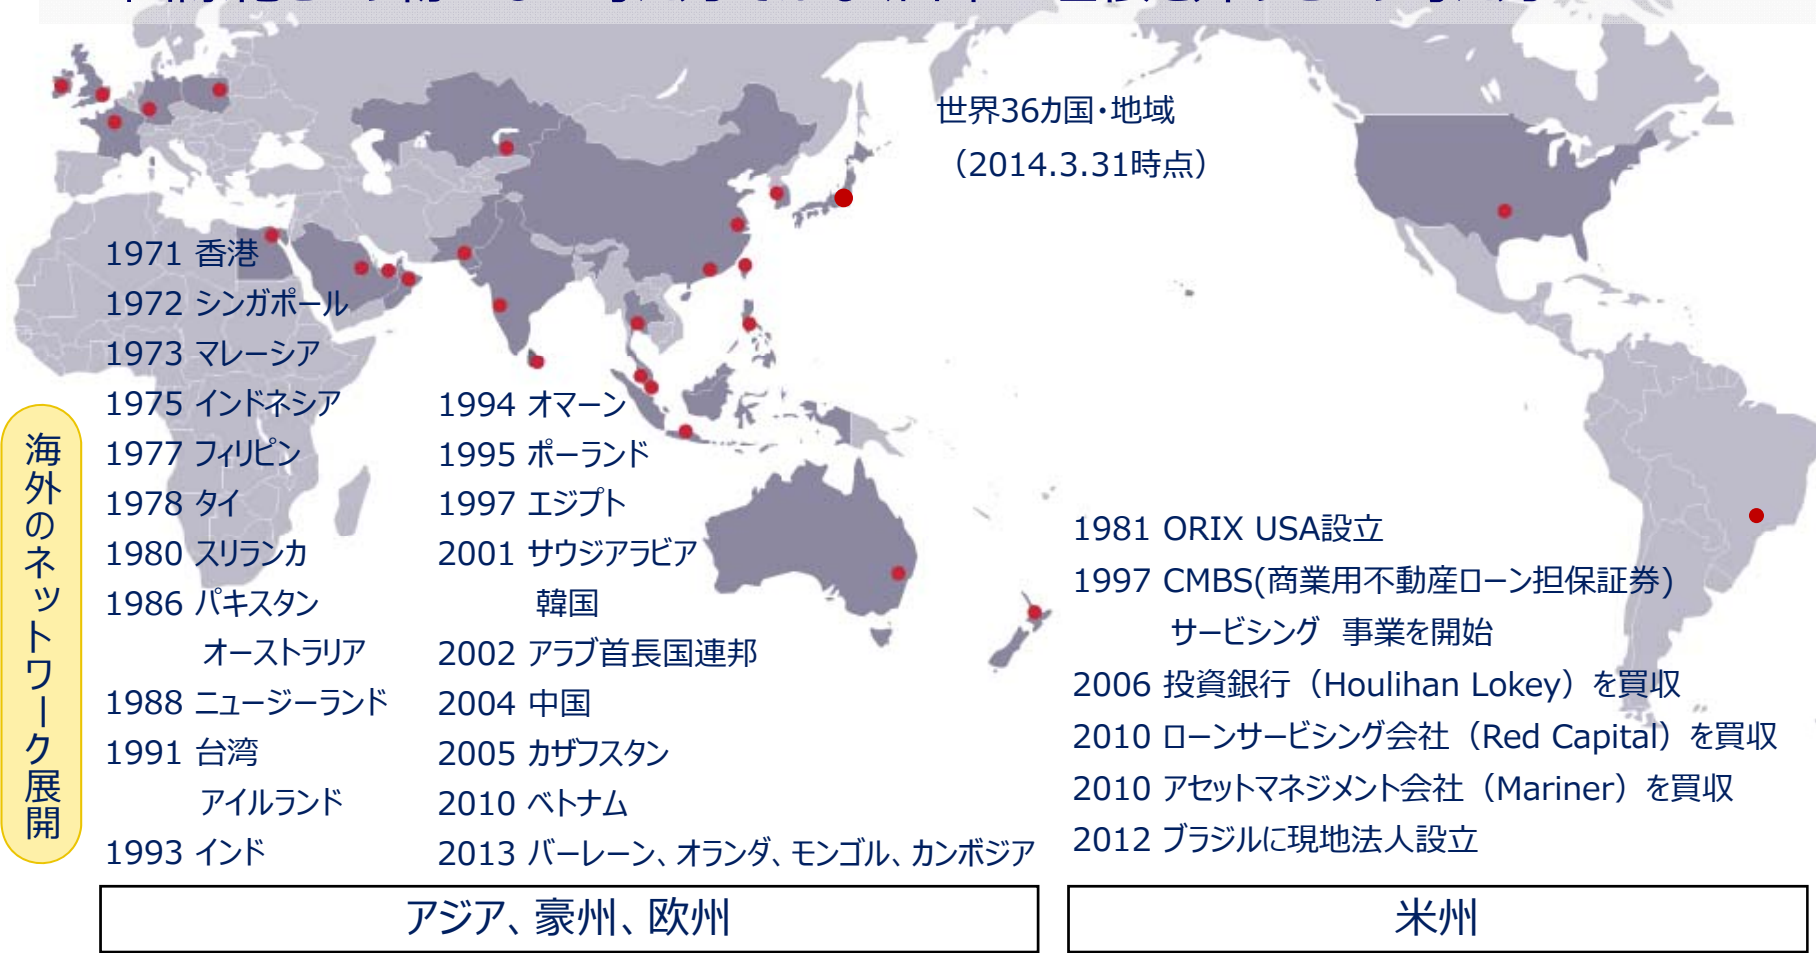 世界36カ国・地域
（2014.3.31時点）
海外のネットワーク展開
1971 香港
1972 シンガポール
1973 マレーシア
1975 インドネシア
1977 フィリピン
1978 タイ
1980 スリランカ
1986 パキスタン
オーストラリア
1988 ニュージーランド
1991 台湾
アイルランド
1993 インド
1994 オマーン
1995 ポーランド
1997 エジプト
2001 サウジアラビア
韓国
2002 アラブ首長国連邦
2004 中国
2005 カザフスタン
2010 ベトナム
2013 バーレーン、オランダ、モンゴル、カンボジア
アジア、豪州、欧州
1981 ORIX USA設立
1997 CMBS(商業用不動産ローン担保証券)
サービシング 事業を開始
2006 投資銀行（Houlihan Lokey）を買収
2010 ローンサービシング会社（Red Capital）を買収
2010 アセットマネジメント会社（Mariner）を買収
2012 ブラジルに現地法人設立
米州